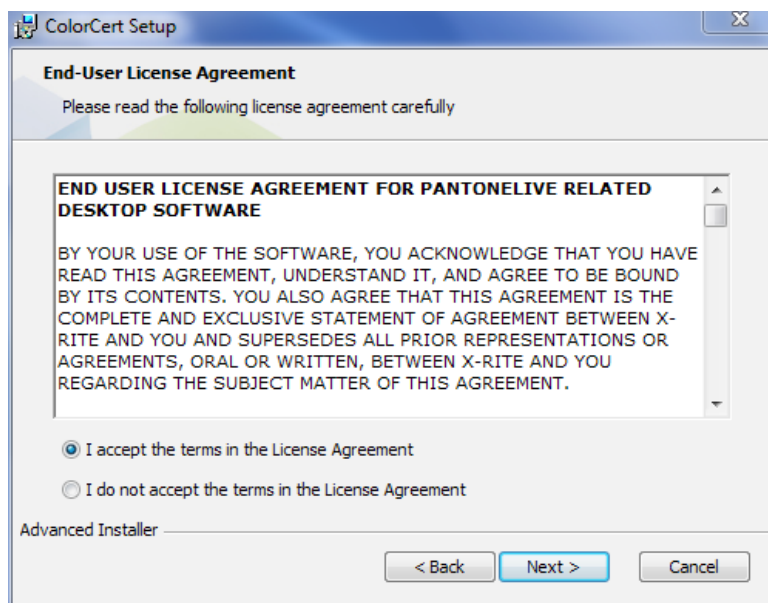 ColorCert Setup
End-User License Agreement
Please read the following license agreement carefully
END USER LICENSE AGREEMENT FOR PANTONELIVE RELATED
DESKTOP SOFTWARE
BY YOUR USE OF THE SOFTWARE, YOU ACKNOWLEDGE THAT YOU HAVE
READ THIS AGREEMENT, UNDERSTAND IT, AND AGREE TO BE BOUND
BY ITS CONTENTS. YOU ALSO AGREE THAT THIS AGREEMENT IS THE
COMPLETE AND EXCLUSIVE STATEMENT OF AGREEMENT BETWEEN X-
RITE AND YOU AND SUPERSEDES ALL PRIOR REPRESENTATIONS OR
AGREEMENTS, ORAL OR WRITTEN, BETWEEN X-RITE AND YOU
REGARDING THE SUBJECT MATTER OF THIS AGREEMENT.
I accept the terms in the License Agreement
I do not accept the terms in the License Agreement
Advanced Installer
< Back Next > Cancel